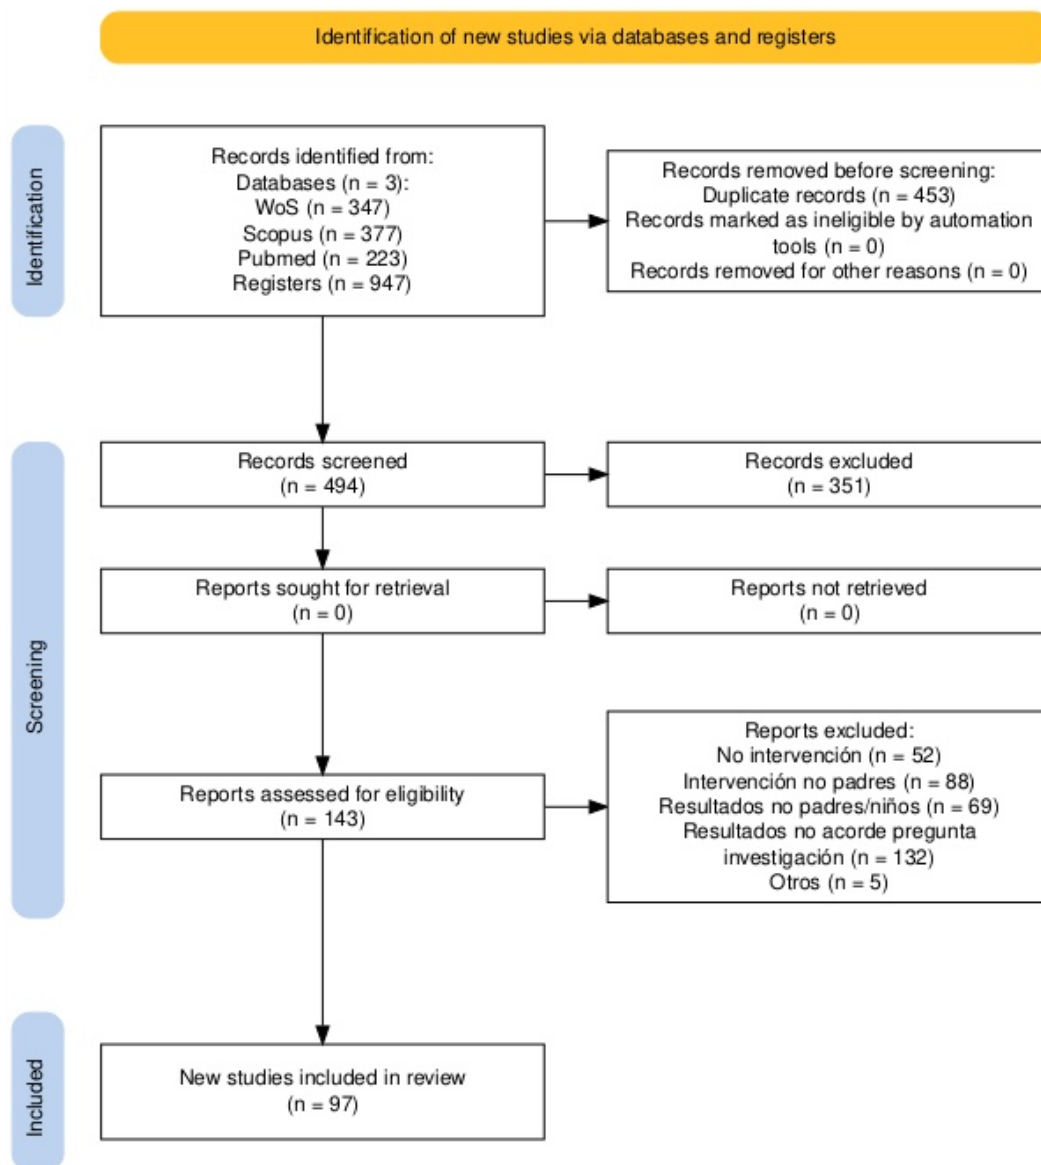 Identification of new studies via databases and registers
Identification
Records identified from:
Databases (n = 3):
WoS (n = 347)
Scopus (n = 377)
Pubmed (n = 223)
Registers (n = 947)
Records removed before screening:
Duplicate records (n = 453)
Records marked as ineligible by automation
tools (n = 0)
Records removed for other reasons (n = 0)
Screening
Records screened
(n = 494)
Records excluded
(n = 351)
Reports sought for retrieval
(n = 0)
Reports not retrieved
(n = 0)
Reports assessed for eligibility
(n = 143)
Reports excluded:
No intervención (n = 52)
Intervención no padres (n = 88)
Resultados no padres/niños (n = 69)
Resultados no acorde pregunta
investigación (n = 132)
Otros (n = 5)
Included
New studies included in review
(n = 97)